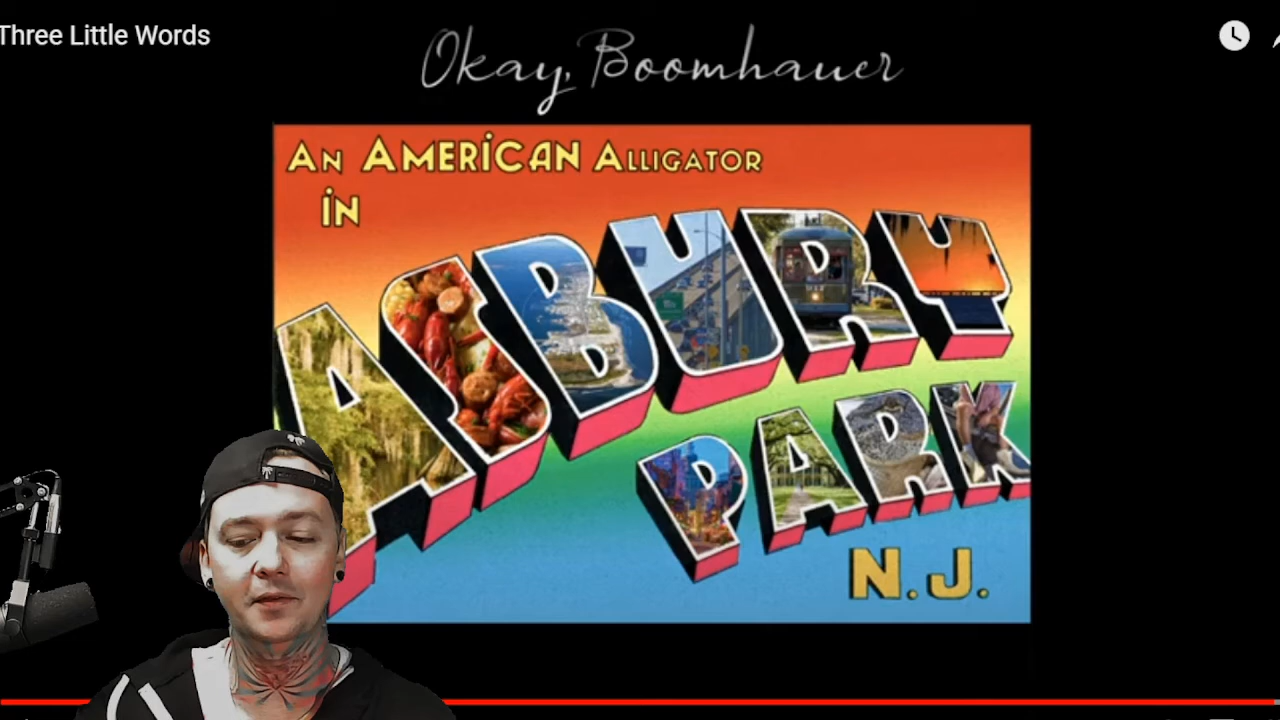 Three Little Words
Okay, Boomhauer
An American Alligator
in
ASBURY
PARK
N.J.